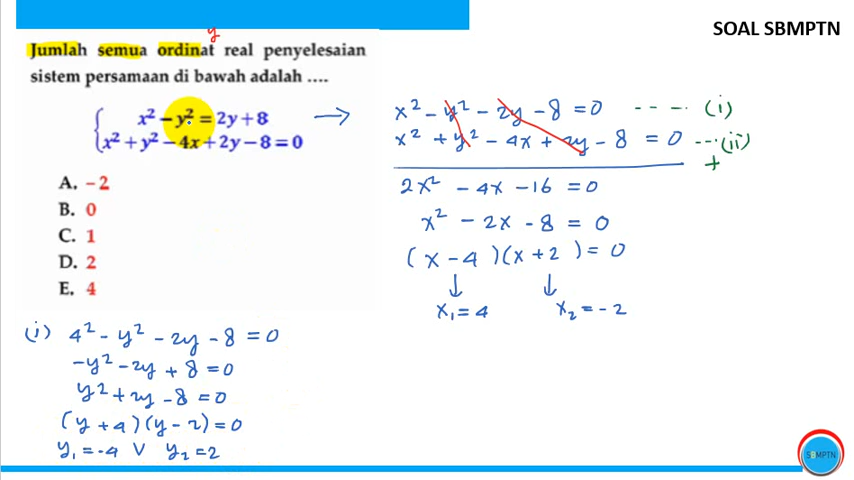 SOAL SBMPTN
y
Jumlah semua ordinat real penyelesaian
sistem persamaan di bawah adalah ....
x² − y² = 2y + 8
x² + y² − 4x + 2y − 8 = 0
A. −2
B. 0
C. 1
D. 2
E. 4
x² − y² − 2y − 8 = 0 ---- (i)
x² + y² − 4x + 2y − 8 = 0 --- (ii)
+
2x² − 4x − 16 = 0
x² − 2x − 8 = 0
(x − 4)(x + 2) = 0
↓ ↓
x₁ = 4 x₂ = −2
(i) 4² − y² − 2y − 8 = 0
−y² − 2y + 8 = 0
y² + 2y − 8 = 0
(y + 4)(y − 2) = 0
y₁ = −4 ∨ y₂ = 2
SBMPTN